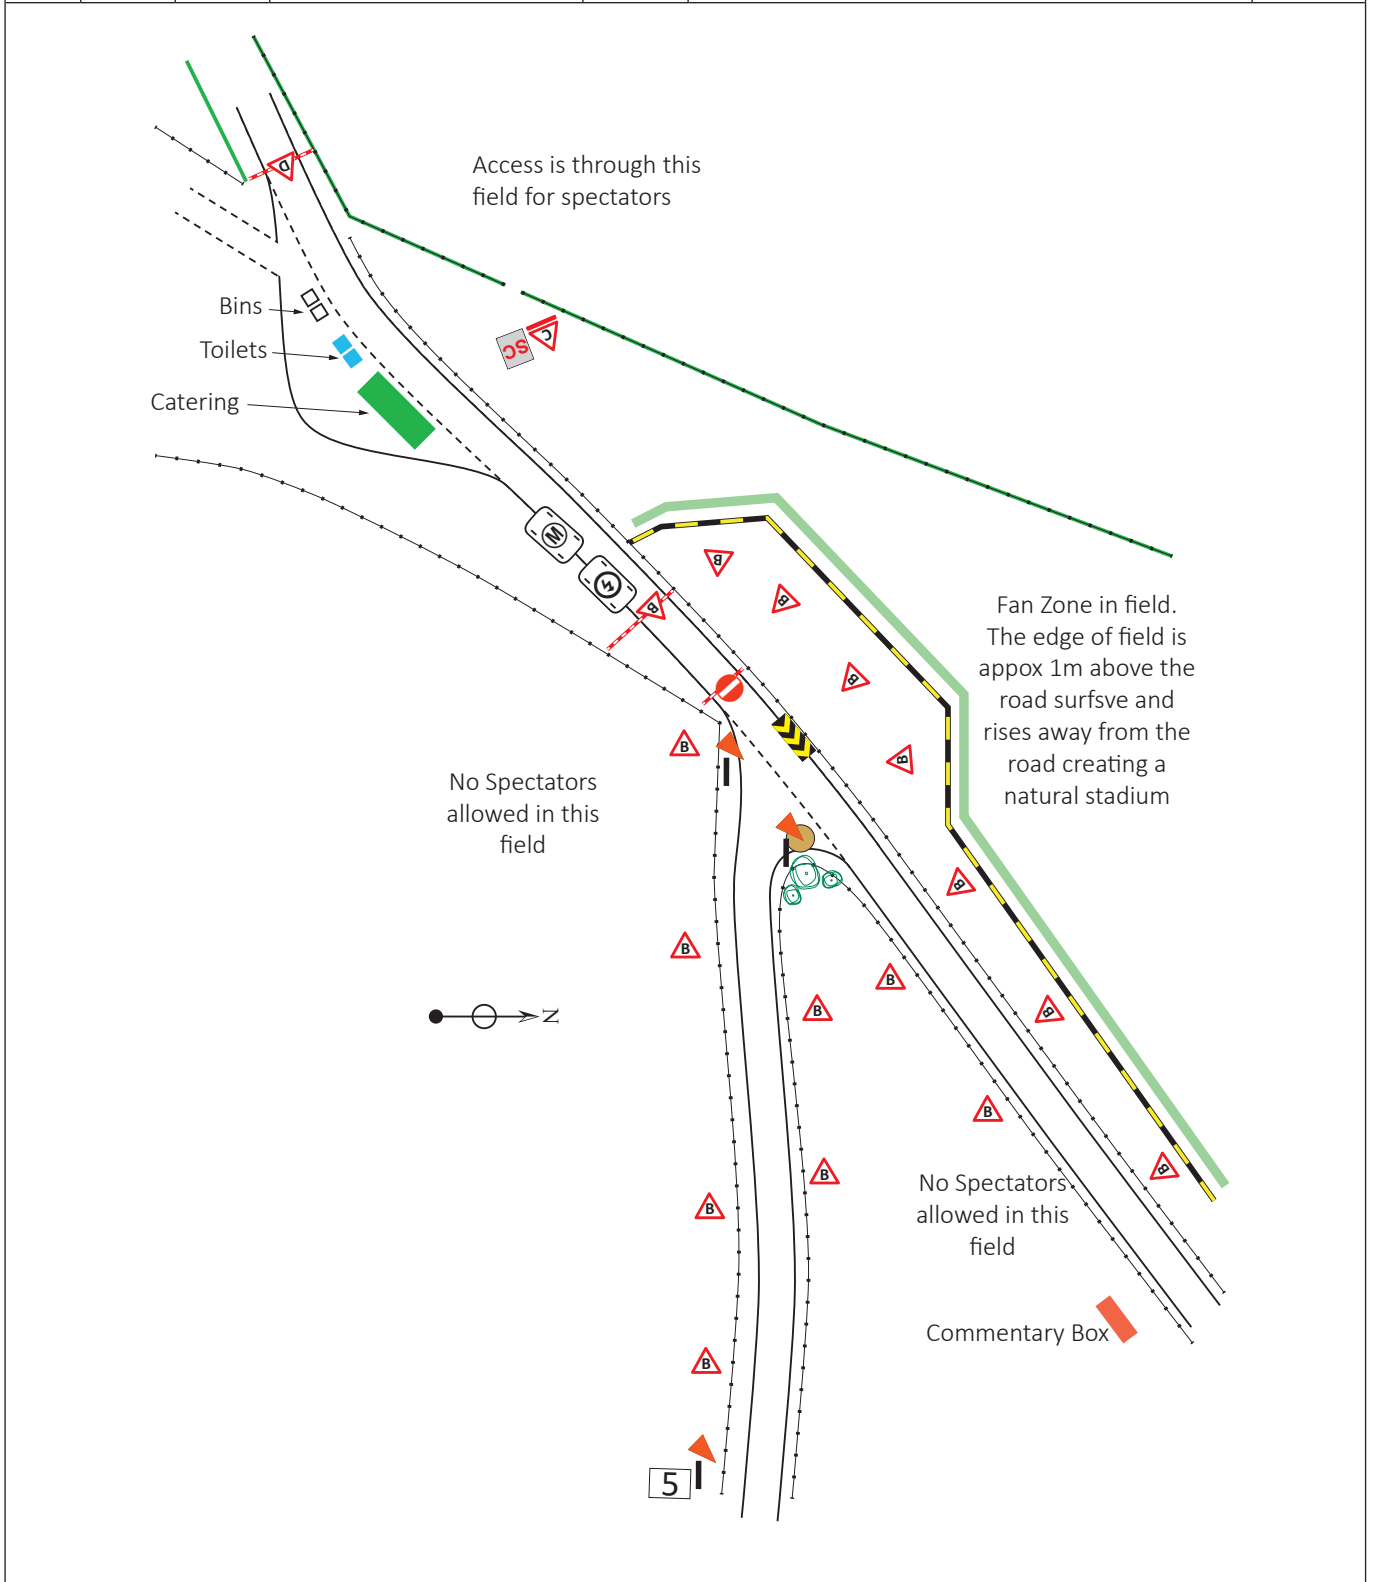 D
Access is through this
field for spectators
Bins
Toilets
Catering
SC
C
M
B
B
B
B
B
Fan Zone in field.
The edge of field is
appox 1m above the
road surfsve and
rises away from the
road creating a
natural stadium
B
No Spectators
allowed in this
field
B
B
B
B
N
B
B
B
B
B
No Spectators
allowed in this
field
B
Commentary Box
B
5